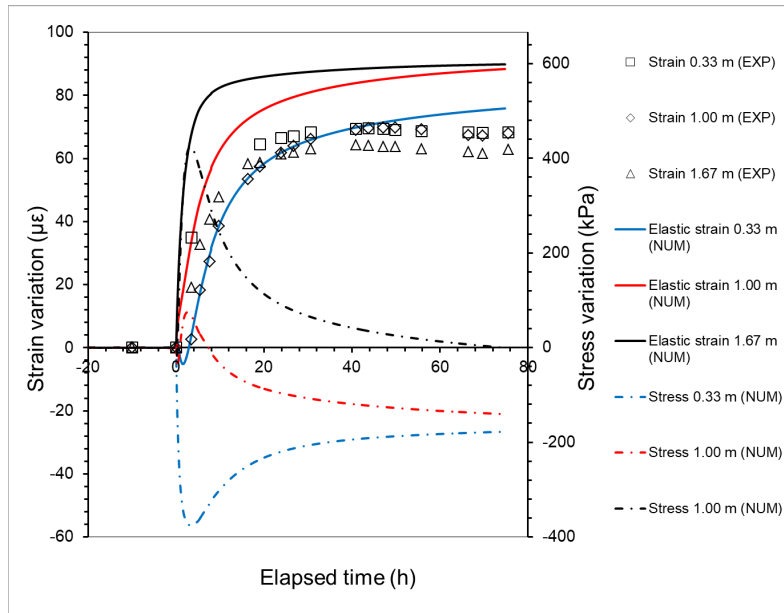 100
80
60
40
20
0
-20
-40
-60
Strain variation (με)
-20
0
20
40
60
80
Elapsed time (h)
600
400
200
0
-200
-400
Stress variation (kPa)
Strain 0.33 m (EXP)
Strain 1.00 m (EXP)
Strain 1.67 m (EXP)
Elastic strain 0.33 m
(NUM)
Elastic strain 1.00 m
(NUM)
Elastic strain 1.67 m
(NUM)
Stress 0.33 m (NUM)
Stress 1.00 m (NUM)
Stress 1.00 m (NUM)